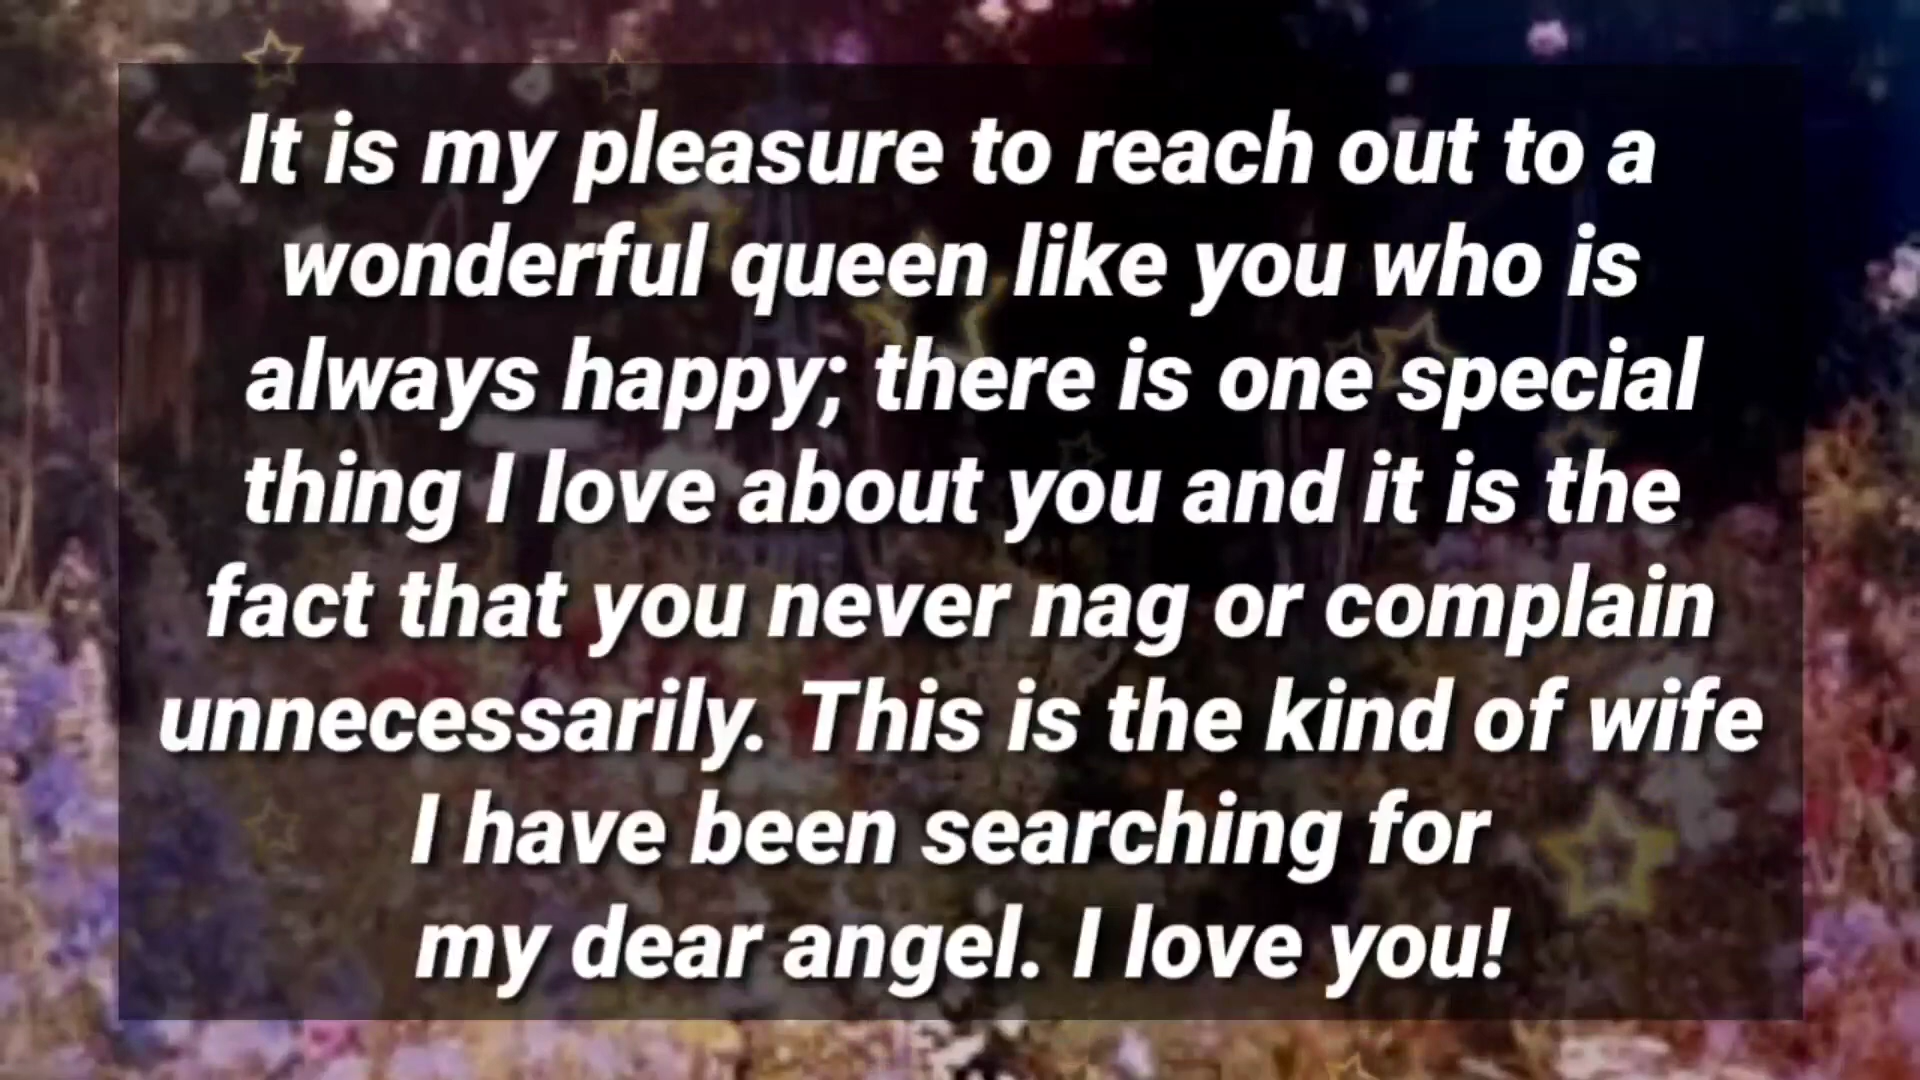 It is my pleasure to reach out to a
wonderful queen like you who is
always happy; there is one special
thing I love about you and it is the
fact that you never nag or complain
unnecessarily. This is the kind of wife
I have been searching for
my dear angel. I love you!